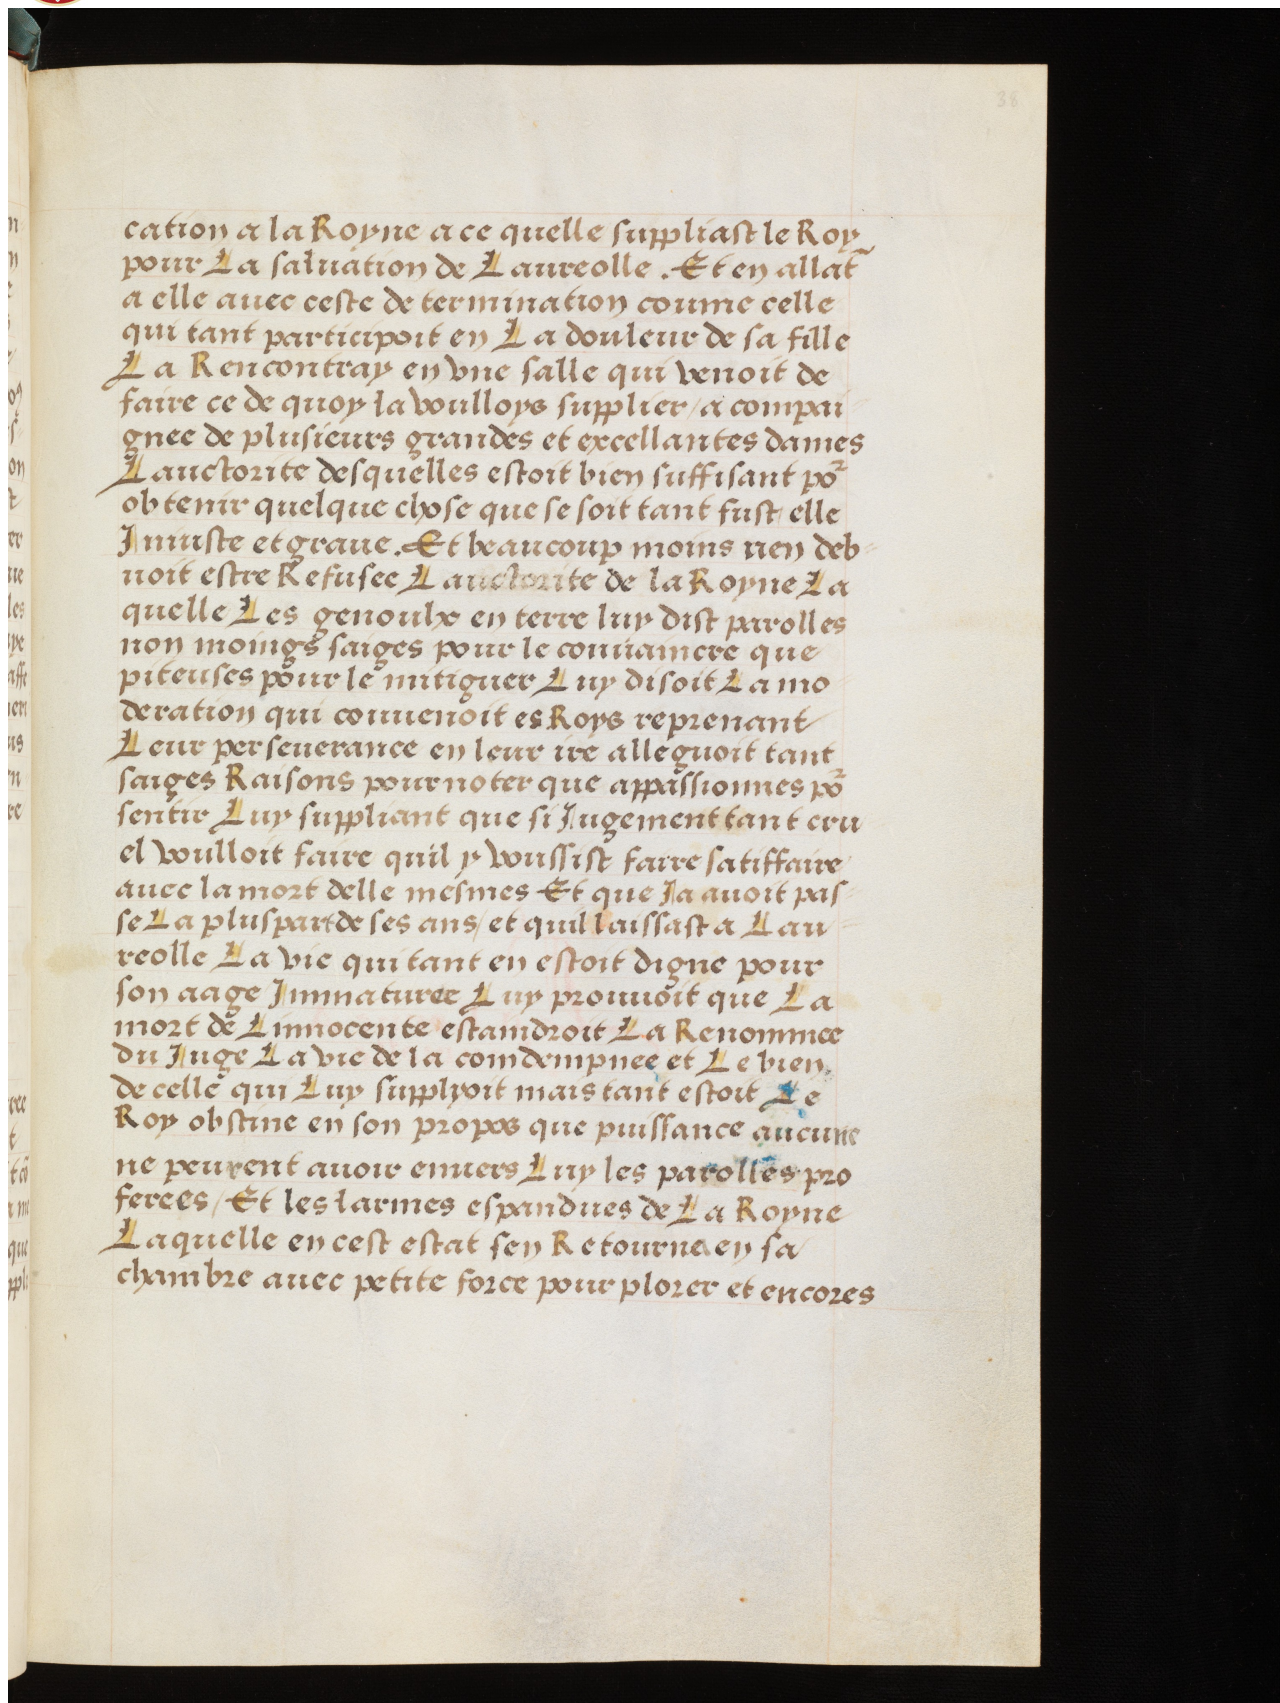 38
cation a la Royne a ce quelle suppliast le Roy
pour La saluation de Laureolle. Et en allat̃
a elle auec ceste determination comme celle
qui tant participoit en La douleur de sa fille
La Rencontray en vne salle qui venoit de
faire ce de quoy la voulloys supplier / a compai-
gnee de plusieurs grandes et excellantes dames
Lauctorite desquelles estoit bien suffisant po2
obtenir quelque chose que se soit tant fust elle
Iniuste et graue. Et beaucoup moins rien deb-
uoit estre Refusee Lauctorite de la Royne La
quelle Les genoulx en terre luy dist parolles
non moings saiges pour le conuaincre que
piteuses pour le mitiguer Luy disoit La mo
deration qui conuenoit es Roys reprenant
Leur perseuerance en leur ire alleguoit tant
saiges Raisons pour noter que appassionnes po2
sentir Luy suppliant que si Jugement tant cru
el voulloit faire quil y voussist faire satiffaire
auec la mort delle mesmes Et que Ja auoit pas-
se La pluspart de ses ans / et quil laissast a Lau-
reolle La vie qui tant en estoit digne pour
son aage Immaturee Luy prouuoit que La
mort de Linnocente estaindroit La Renommee
du Juge La vie de la comdempnee et Le bien
de celle qui Luy supplyoit mais tant estoit Le
Roy obstine en son propos que puissance aucune
ne peurent auoir enuers Luy les parolles pro
ferees / Et les larmes espandues de La Royne
Laquelle en cest estat sen Retourna en sa
chambre auec petite force pour plorer et encores